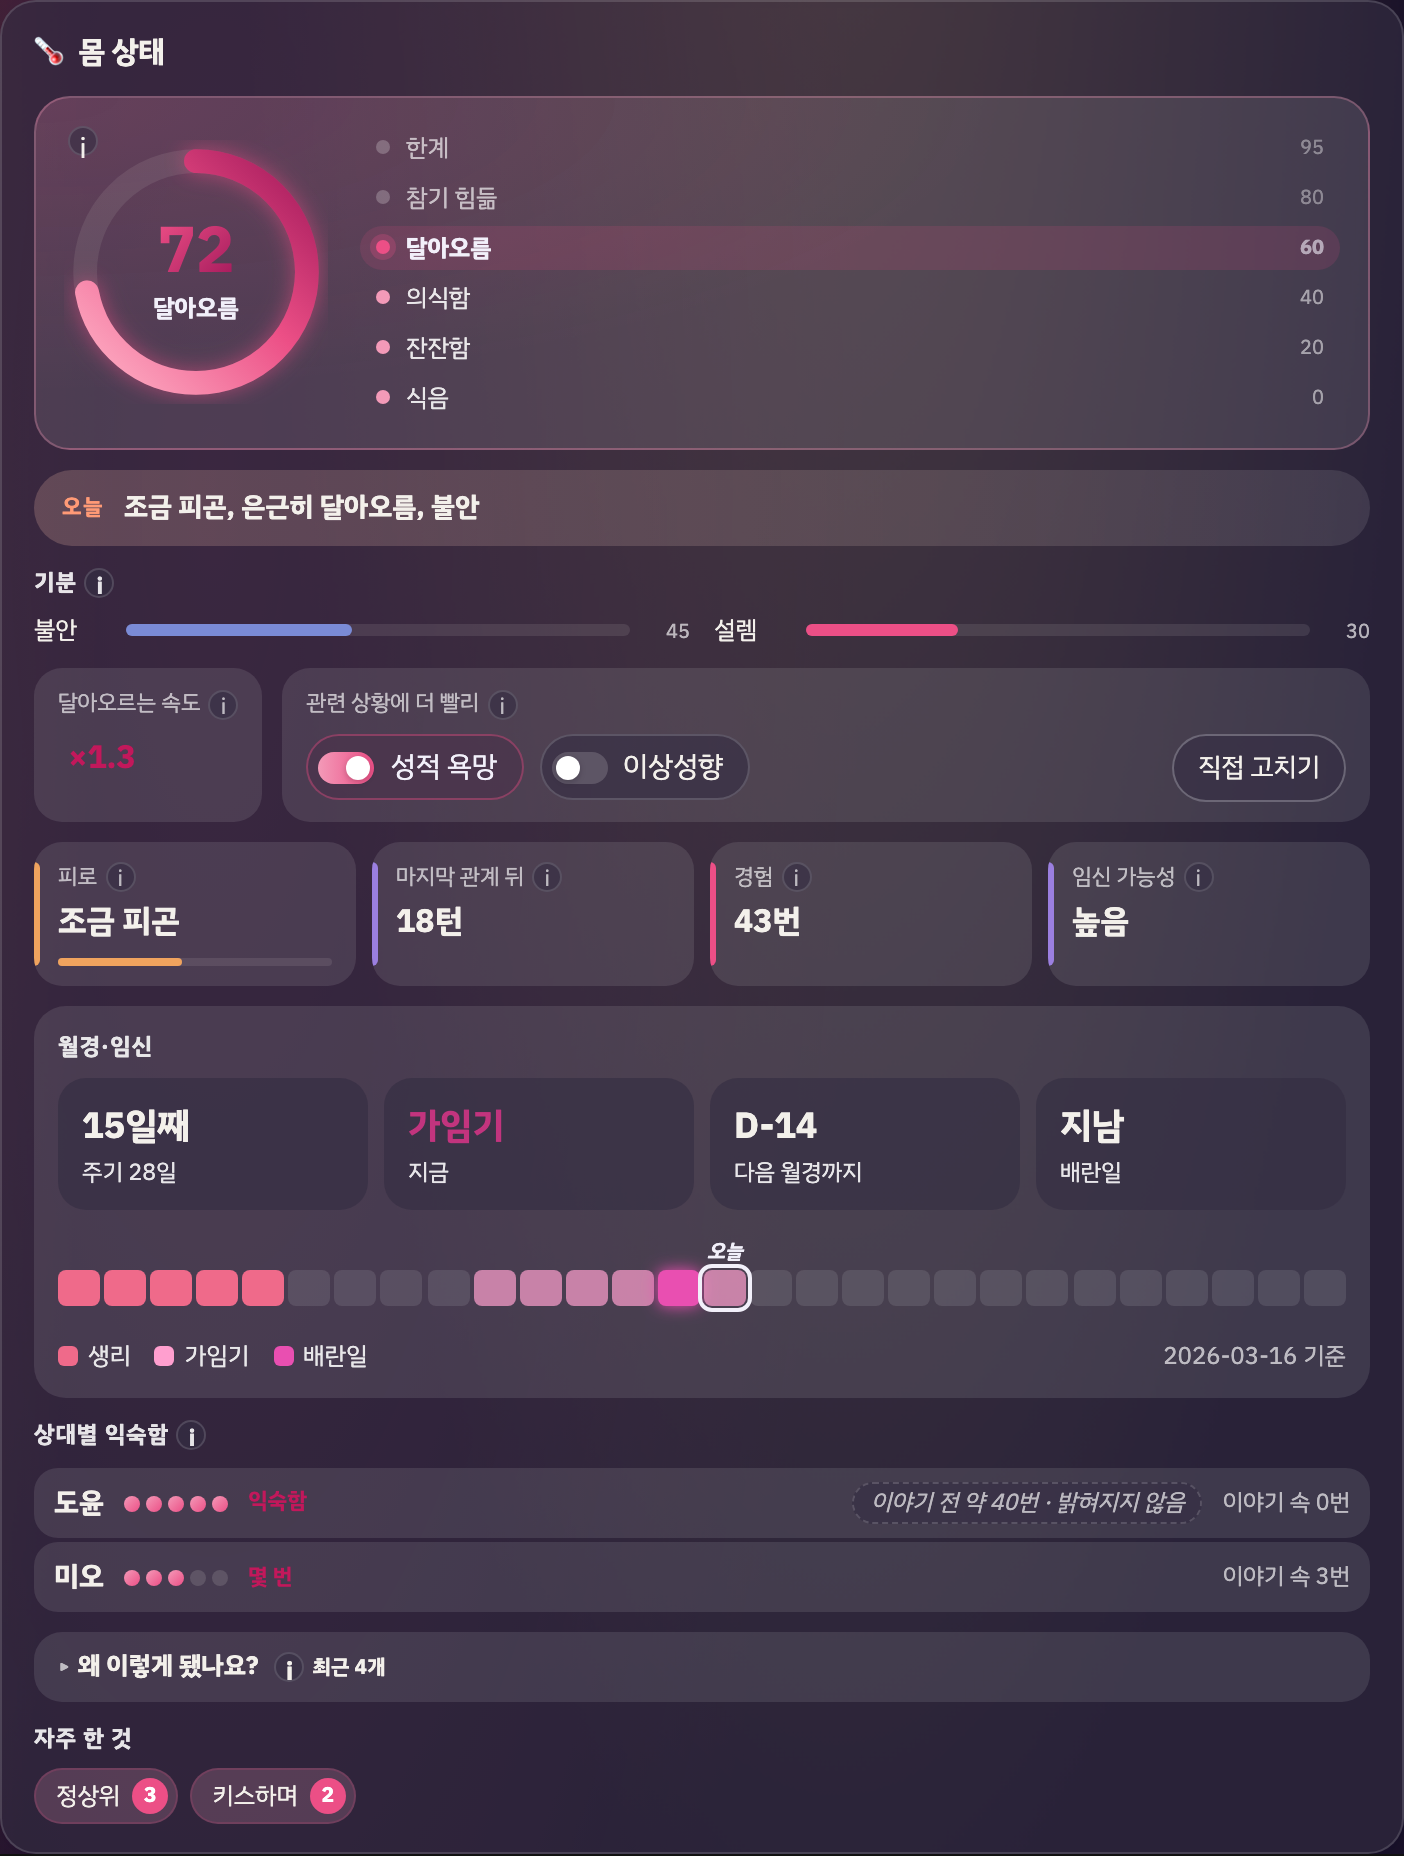 몸 상태
i
72
달아오름
한계 95
참기 힘듦 80
달아오름 60
의식함 40
잔잔함 20
식음 0
오늘 조금 피곤, 은근히 달아오름, 불안
기분 i
불안 45 설렘 30
달아오르는 속도 i
×1.3
관련 상황에 더 빨리 i
성적 욕망 이상성향 직접 고치기
피로 i
조금 피곤
마지막 관계 뒤 i
18턴
경험 i
43번
임신 가능성 i
높음
월경·임신
15일째
주기 28일
가임기
지금
D-14
다음 월경까지
지남
배란일
오늘
생리 가임기 배란일 2026-03-16 기준
상대별 익숙함 i
도윤 익숙함 이야기 전 약 40번 · 밝혀지지 않음 이야기 속 0번
미오 몇 번 이야기 속 3번
▸ 왜 이렇게 됐나요? i 최근 4개
자주 한 것
정상위 3 키스하며 2